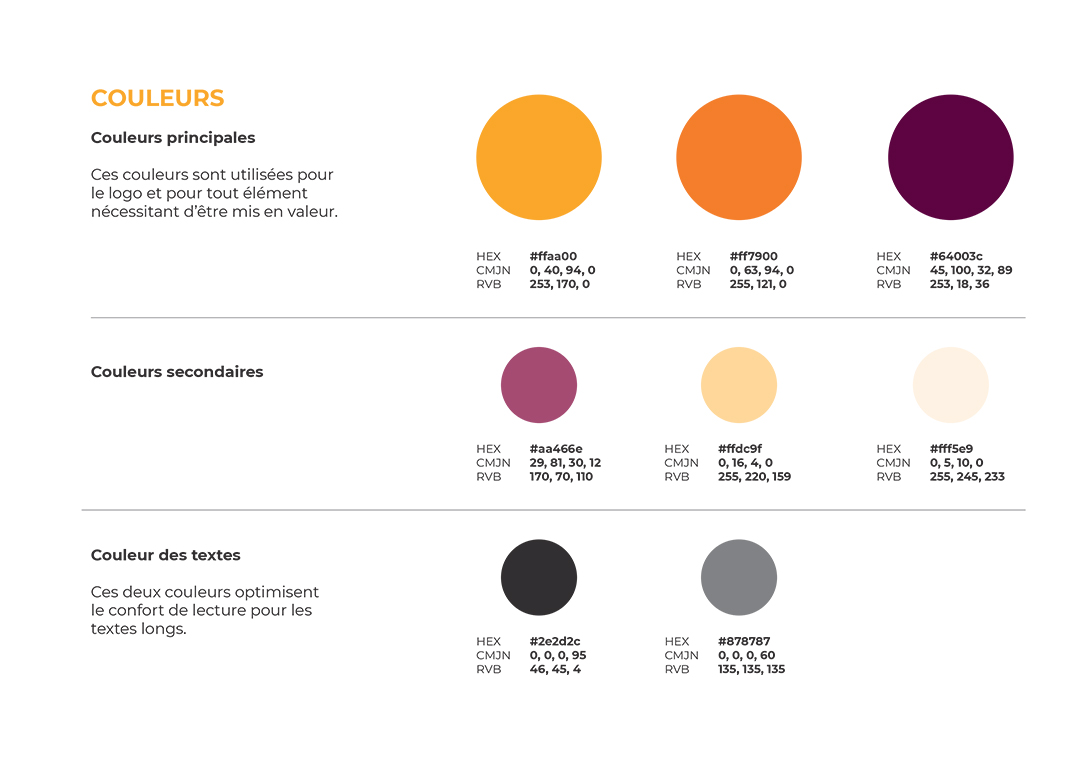 COULEURS
Couleurs principales
Ces couleurs sont utilisées pour
le logo et pour tout élément
nécessitant d'être mis en valeur.
HEX #ffaa00
CMJN 0, 40, 94, 0
RVB 253, 170, 0
HEX #ff7900
CMJN 0, 63, 94, 0
RVB 255, 121, 0
HEX #64003c
CMJN 45, 100, 32, 89
RVB 253, 18, 36
Couleurs secondaires
HEX #aa466e
CMJN 29, 81, 30, 12
RVB 170, 70, 110
HEX #ffdc9f
CMJN 0, 16, 4, 0
RVB 255, 220, 159
HEX #fff5e9
CMJN 0, 5, 10, 0
RVB 255, 245, 233
Couleur des textes
Ces deux couleurs optimisent
le confort de lecture pour les
textes longs.
HEX #2e2d2c
CMJN 0, 0, 0, 95
RVB 46, 45, 4
HEX #878787
CMJN 0, 0, 0, 60
RVB 135, 135, 135